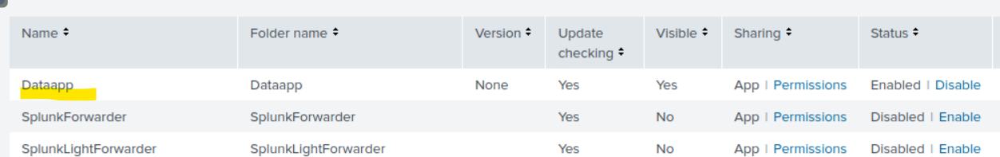 Name Folder name Version Update checking Visible Sharing Status
Dataapp Dataapp None Yes Yes App | Permissions Enabled | Disable
SplunkForwarder SplunkForwarder Yes No App | Permissions Disabled | Enable
SplunkLightForwarder SplunkLightForwarder Yes No App | Permissions Disabled | Enable